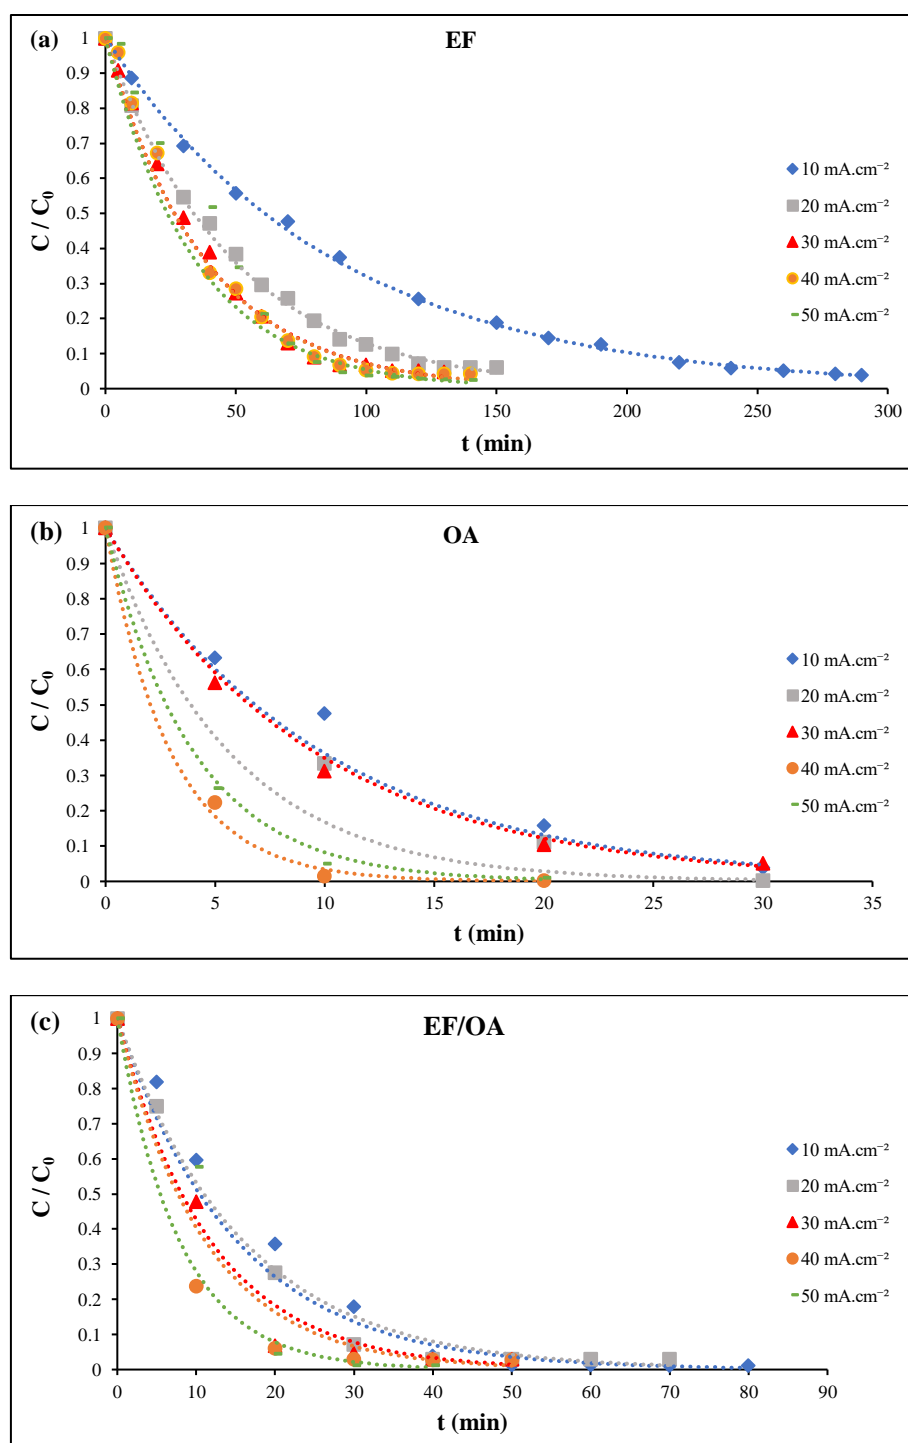 (a)
EF
1
0.9
0.8
0.7
0.6
0.5
0.4
0.3
0.2
0.1
0
C / C₀
0 50 100 150 200 250 300
t (min)
10 mA.cm⁻²
20 mA.cm⁻²
30 mA.cm⁻²
40 mA.cm⁻²
50 mA.cm⁻²
(b)
OA
1
0.9
0.8
0.7
0.6
0.5
0.4
0.3
0.2
0.1
0
C / C₀
0 5 10 15 20 25 30 35
t (min)
10 mA.cm⁻²
20 mA.cm⁻²
30 mA.cm⁻²
40 mA.cm⁻²
50 mA.cm⁻²
(c)
EF/OA
1
0.9
0.8
0.7
0.6
0.5
0.4
0.3
0.2
0.1
0
C / C₀
0 10 20 30 40 50 60 70 80 90
t (min)
10 mA.cm⁻²
20 mA.cm⁻²
30 mA.cm⁻²
40 mA.cm⁻²
50 mA.cm⁻²